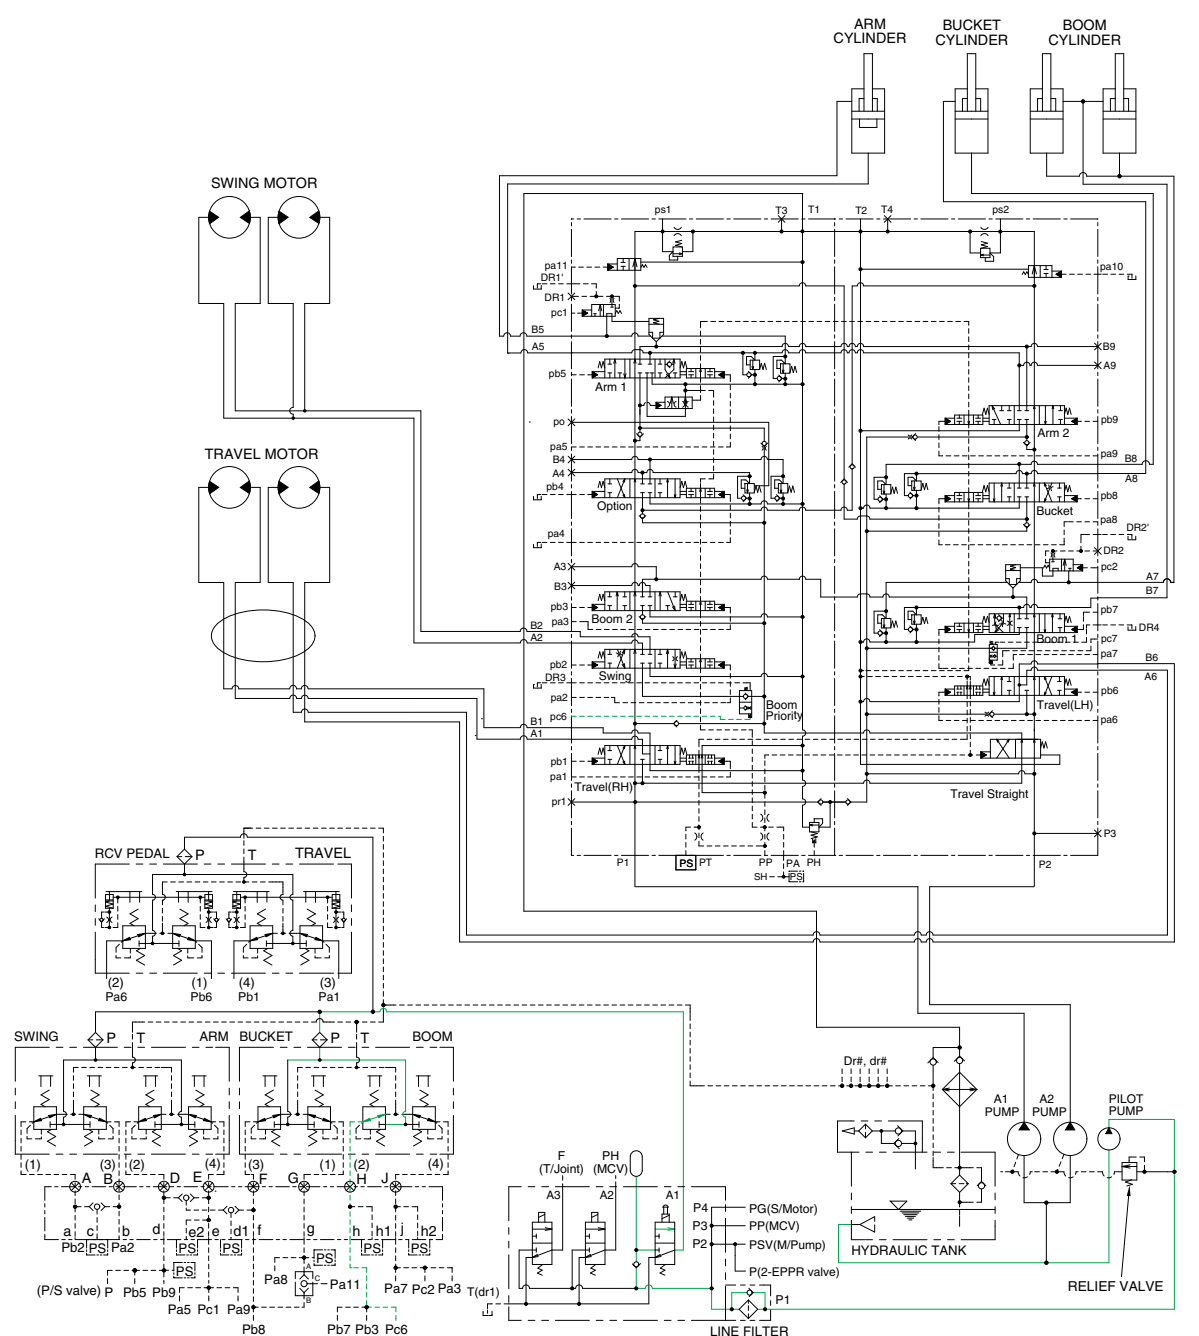 ARM
CYLINDER
BUCKET
CYLINDER
BOOM
CYLINDER
SWING MOTOR
TRAVEL MOTOR
ps1
T3
T1
T2
T4
ps2
pa11
DR1'
DR1
pc1
B5
A5
pb5
Arm 1
po
pa5
B4
A4
pb4
Option
pa4
A3
B3
pb3
Boom 2
pa3
B2
A2
pb2
Swing
DR3
pa2
pc6
Boom
Priority
B1
A1
pb1
pa1
Travel(RH)
pr1
pa10
B9
A9
pb9
Arm 2
pa9
B8
A8
pb8
Bucket
pa8
DR2'
DR2
pc2
A7
B7
pb7
DR4
Boom 1
pc7
pa7
B6
A6
pb6
Travel(LH)
pa6
Travel Straight
P3
P1
PS
PT
PP
PA
PH
P2
SH
PS
RCV PEDAL
P
T
TRAVEL
(2)
(1)
(4)
(3)
Pa6
Pb6
Pb1
Pa1
SWING
P
T
ARM
BUCKET
P
T
BOOM
(1)
(3)
(2)
(4)
(3)
(1)
(2)
(4)
A
B
D
E
F
G
H
J
a
c
b
d
e2
e
d1
f
g
h
h1
j
h2
Pb2
PS
Pa2
PS
PS
PS
PS
PS
PS
(P/S valve)
P
Pb5
Pb9
Pa5
Pc1
Pa9
Pb8
Pa8
A
C
B
Pa11
Pb7
Pb3
Pc6
Pa7
Pc2
Pa3
F
(T/Joint)
PH
(MCV)
A3
A2
A1
P4
PG(S/Motor)
P3
PP(MCV)
P2
PSV(M/Pump)
P(2-EPPR valve)
T(dr1)
P1
LINE FILTER
Dr#, dr#
A1
PUMP
A2
PUMP
PILOT
PUMP
HYDRAULIC TANK
RELIEF VALVE